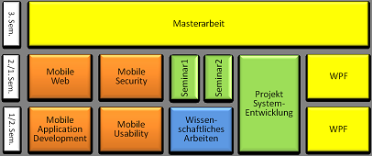 3. Sem.
Masterarbeit
2./1. Sem.
Mobile
Web
Mobile
Security
Seminar1
Seminar2
Projekt
System-
Entwicklung
WPF
1/2. Sem.
Mobile
Application
Development
Mobile
Usability
Wissen-
schaftliches
Arbeiten
WPF